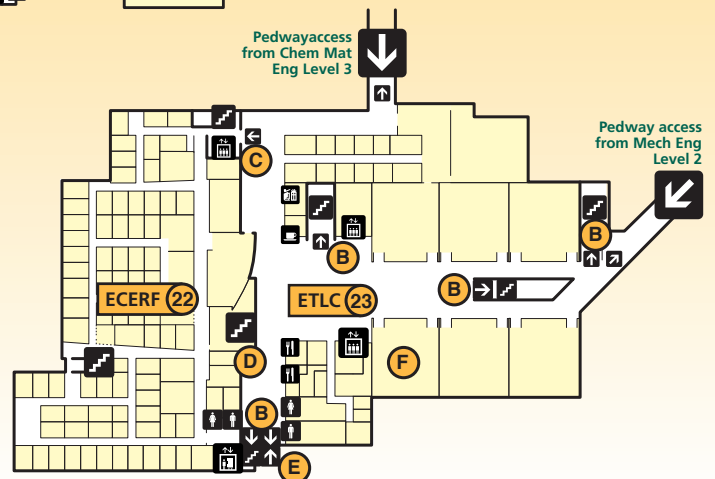 Pedwayaccess
from Chem Mat
Eng Level 3
Pedway access
from Mech Eng
Level 2
C
B
B
B
ECERF 22
ETLC 23
D
F
B
E